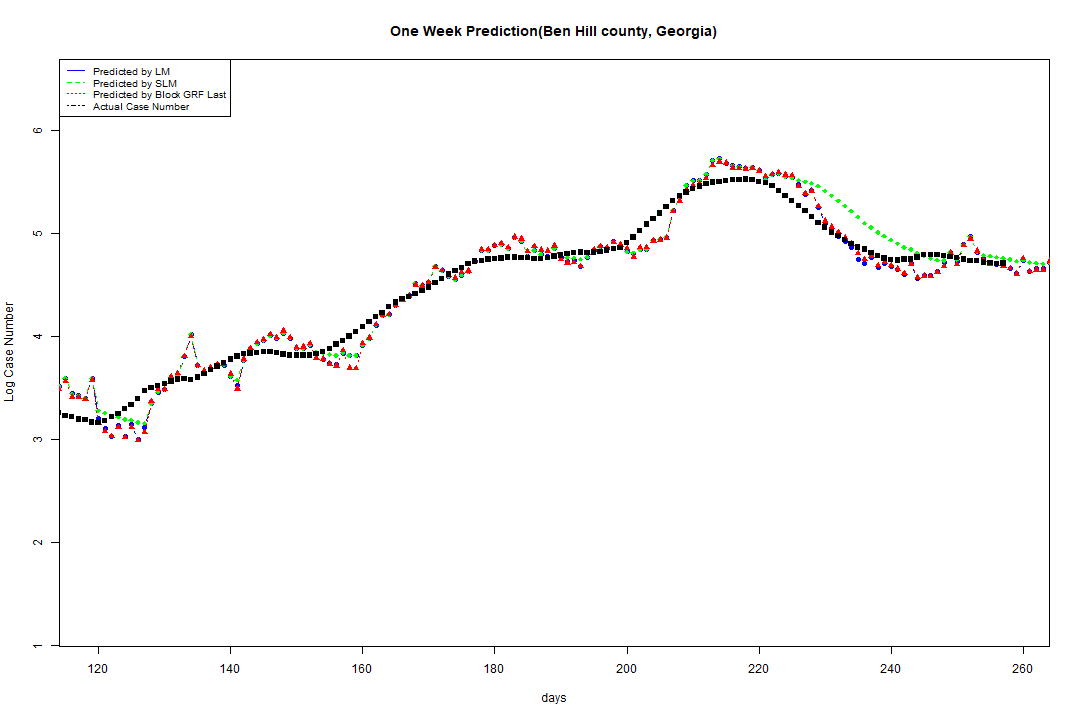 One Week Prediction(Ben Hill county, Georgia)
Predicted by LM
Predicted by SLM
Predicted by Block GRF Last
Actual Case Number
6
5
4
3
2
1
Log Case Number
120 140 160 180 200 220 240 260
days